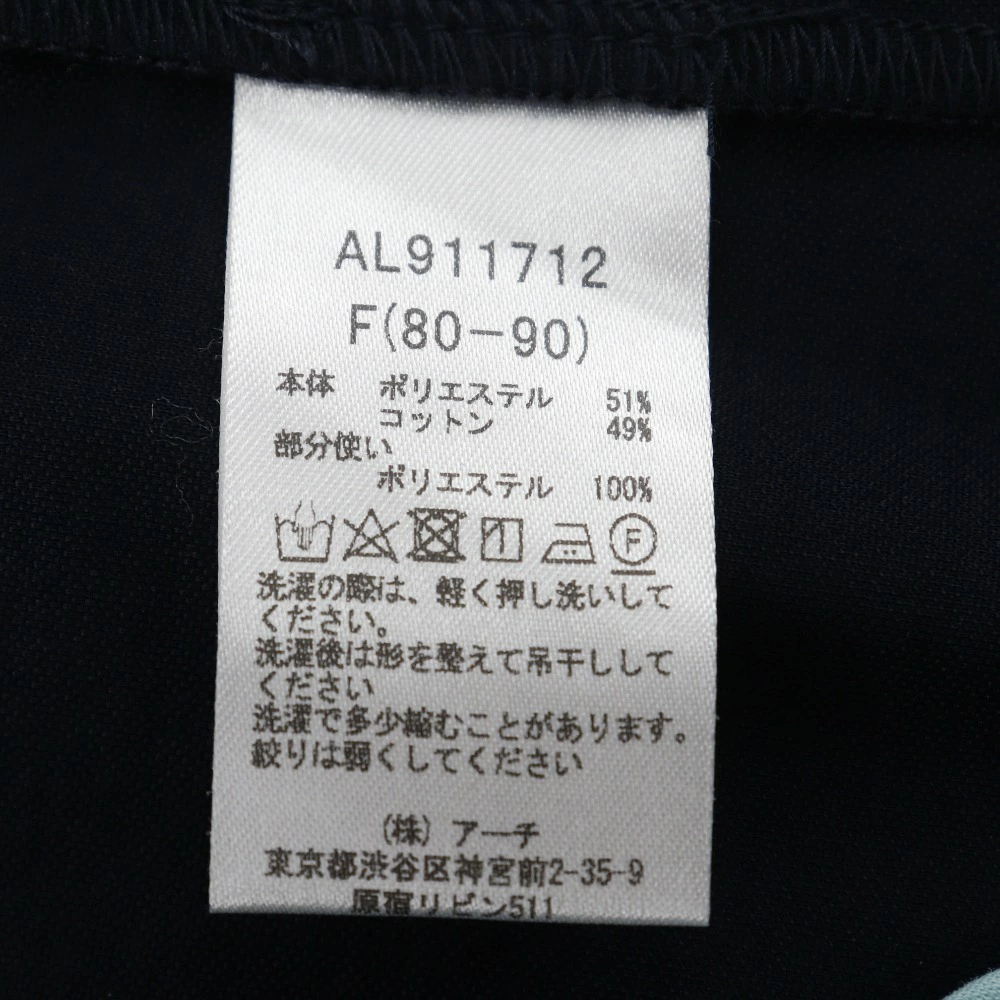 AL911712
F(80-90)
本体 ポリエステル 51%
コットン 49%
部分使い
ポリエステル 100%
F
洗濯の際は、軽く押し洗いして
ください。
洗濯後は形を整えて吊干しして
ください
洗濯で多少縮むことがあります。
絞りは弱くしてください
(株) アーチ
東京都渋谷区神宮前2-35-9
原宿リビン511